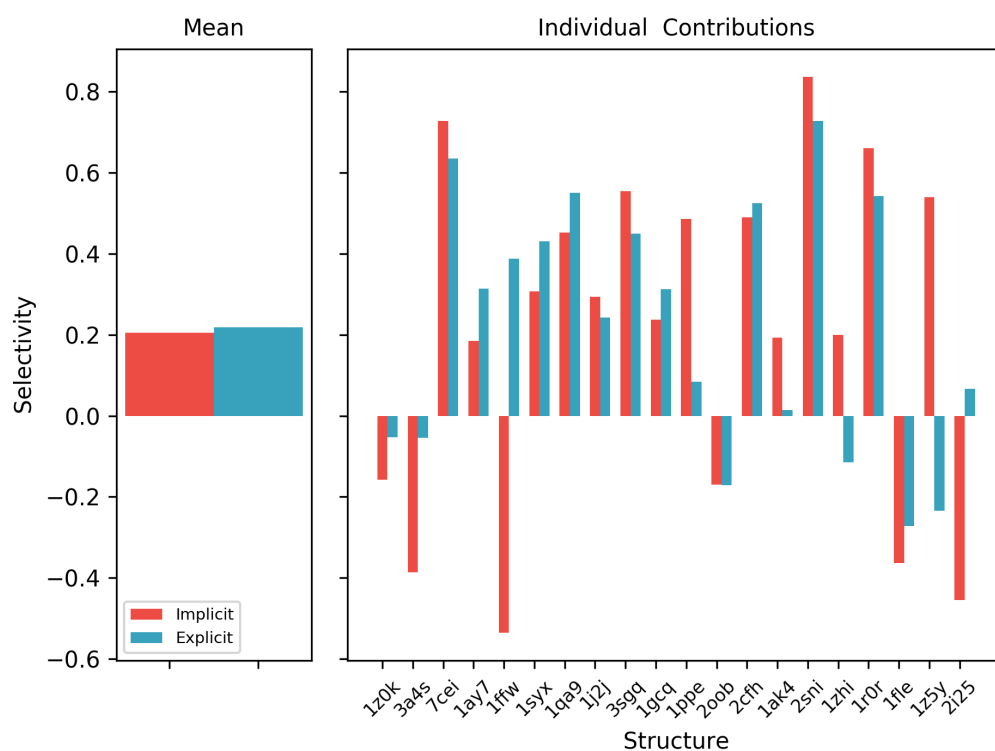 Mean
Individual Contributions
Selectivity
0.8
0.6
0.4
0.2
0.0
−0.2
−0.4
−0.6
Implicit
Explicit
1z0k
3a4s
7cei
1ay7
1ffw
1syx
1qa9
1j2j
3sgq
1gcq
1ppe
2oob
2cfh
1ak4
2sni
1zhi
1r0r
1fle
1z5y
2i25
Structure